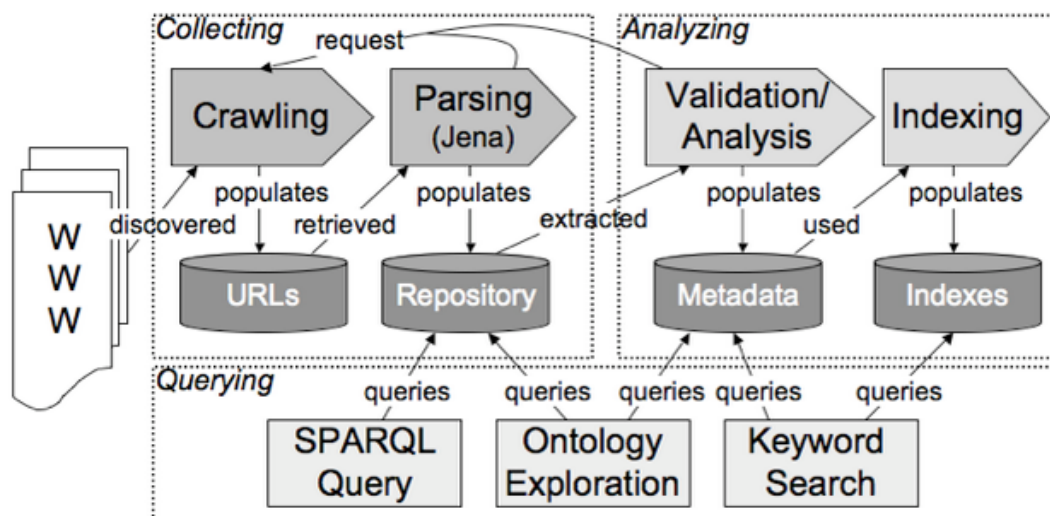 Collecting
request
Crawling
Parsing
(Jena)
populates
populates
discovered
retrieved
W
W
W
URLs
Repository
extracted
Analyzing
Validation/
Analysis
Indexing
populates
populates
used
Metadata
Indexes
Querying
queries
queries
queries
queries
queries
SPARQL
Query
Ontology
Exploration
Keyword
Search